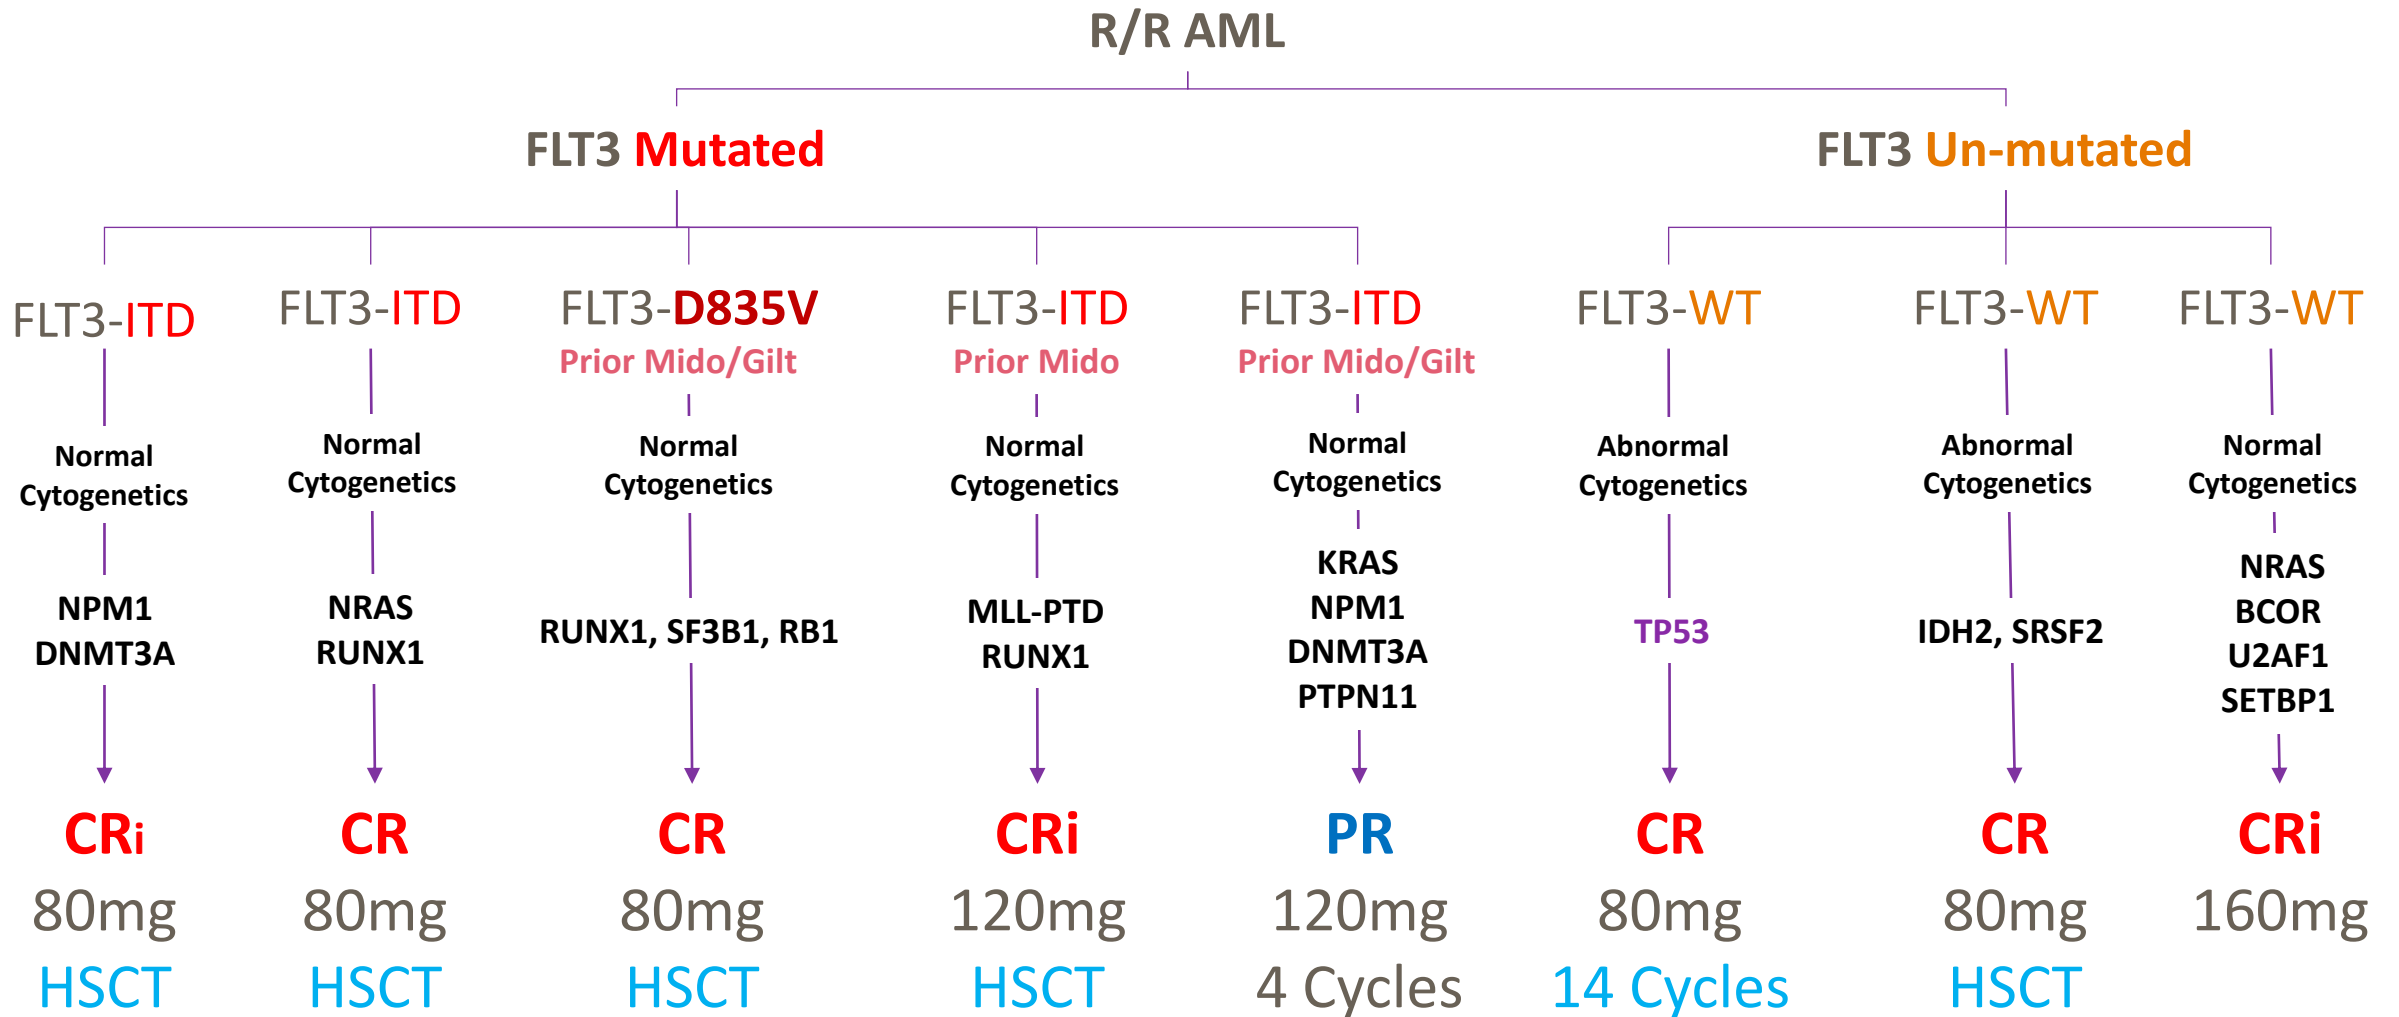 R/R AML
FLT3 Mutated
FLT3 Un-mutated
FLT3-ITD
Normal
Cytogenetics
NPM1
DNMT3A
CRi
80mg
HSCT
FLT3-ITD
Normal
Cytogenetics
NRAS
RUNX1
CR
80mg
HSCT
FLT3-D835V
Prior Mido/Gilt
Normal
Cytogenetics
RUNX1, SF3B1, RB1
CR
80mg
HSCT
FLT3-ITD
Prior Mido
Normal
Cytogenetics
MLL-PTD
RUNX1
CRi
120mg
HSCT
FLT3-ITD
Prior Mido/Gilt
Normal
Cytogenetics
KRAS
NPM1
DNMT3A
PTPN11
PR
120mg
4 Cycles
FLT3-WT
Abnormal
Cytogenetics
TP53
CR
80mg
14 Cycles
FLT3-WT
Abnormal
Cytogenetics
IDH2, SRSF2
CR
80mg
HSCT
FLT3-WT
Normal
Cytogenetics
NRAS
BCOR
U2AF1
SETBP1
CRi
160mg